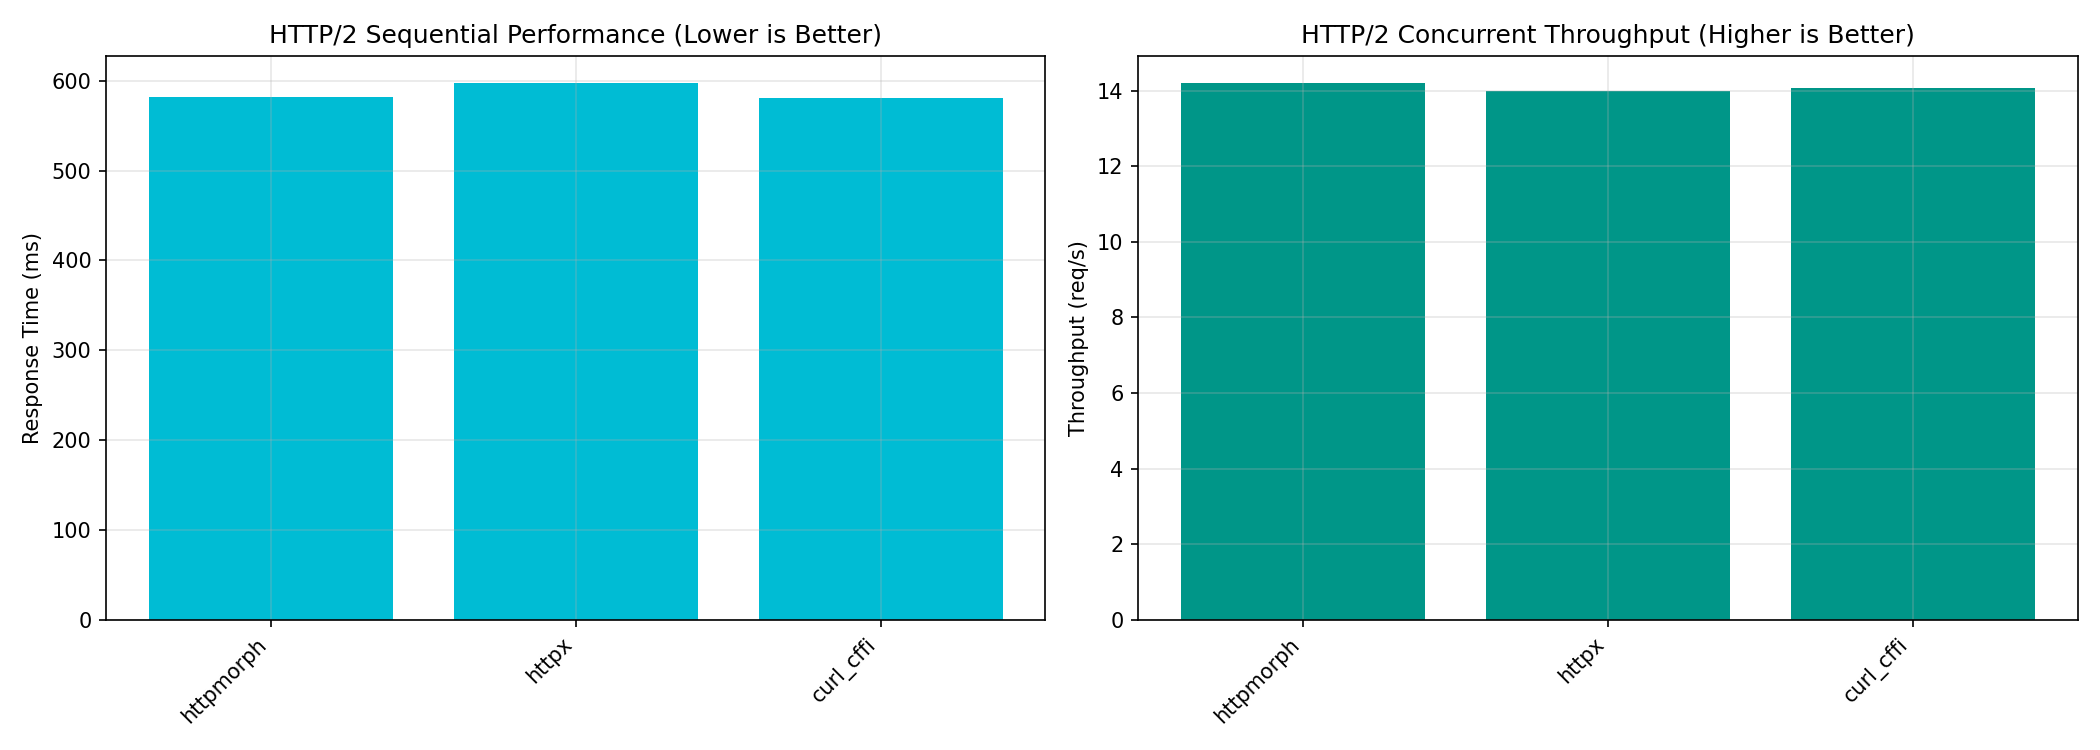 HTTP/2 Sequential Performance (Lower is Better)
Response Time (ms)
600
500
400
300
200
100
0
httpmorph
httpx
curl_cffi
HTTP/2 Concurrent Throughput (Higher is Better)
Throughput (req/s)
14
12
10
8
6
4
2
0
httpmorph
httpx
curl_cffi